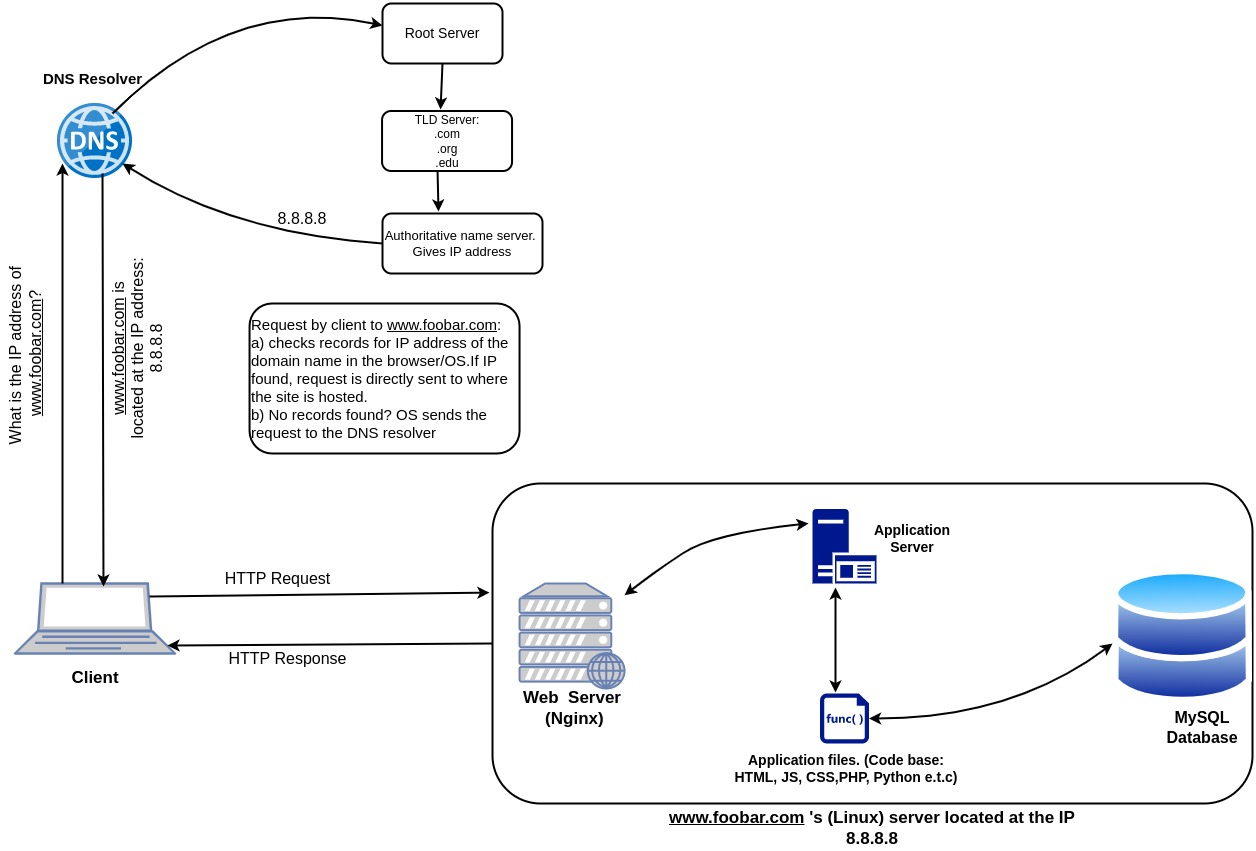 Root Server
DNS Resolver
DNS
TLD Server:
.com
.org
.edu
8.8.8.8
Authoritative name server.
Gives IP address
What is the IP address of
www.foobar.com?
www.foobar.com is
located at the IP address:
8.8.8.8
Request by client to www.foobar.com:
a) checks records for IP address of the
domain name in the browser/OS.If IP
found, request is directly sent to where
the site is hosted.
b) No records found? OS sends the
request to the DNS resolver
HTTP Request
HTTP Response
Client
Web Server
(Nginx)
Application
Server
func( )
Application files. (Code base:
HTML, JS, CSS,PHP, Python e.t.c)
MySQL
Database
www.foobar.com 's (Linux) server located at the IP
8.8.8.8